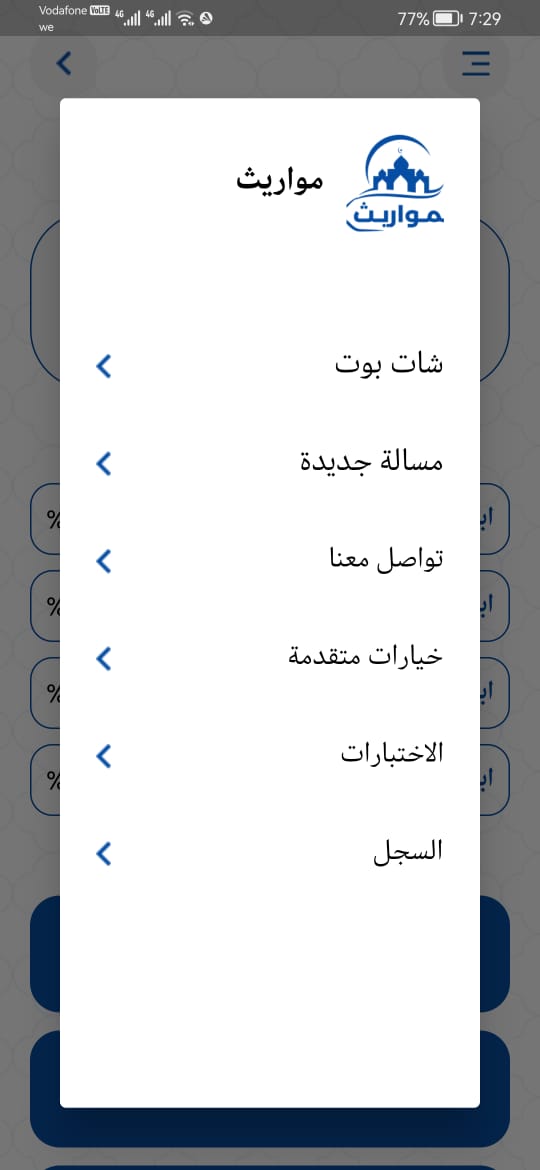 Vodafone VoLTE 4G 4G 77% 7:29
we
مواريث
مواريث
شات بوت
مسالة جديدة
تواصل معنا
% اب
خيارات متقدمة
% اب
% اب
الاختبارات
% اب
السجل